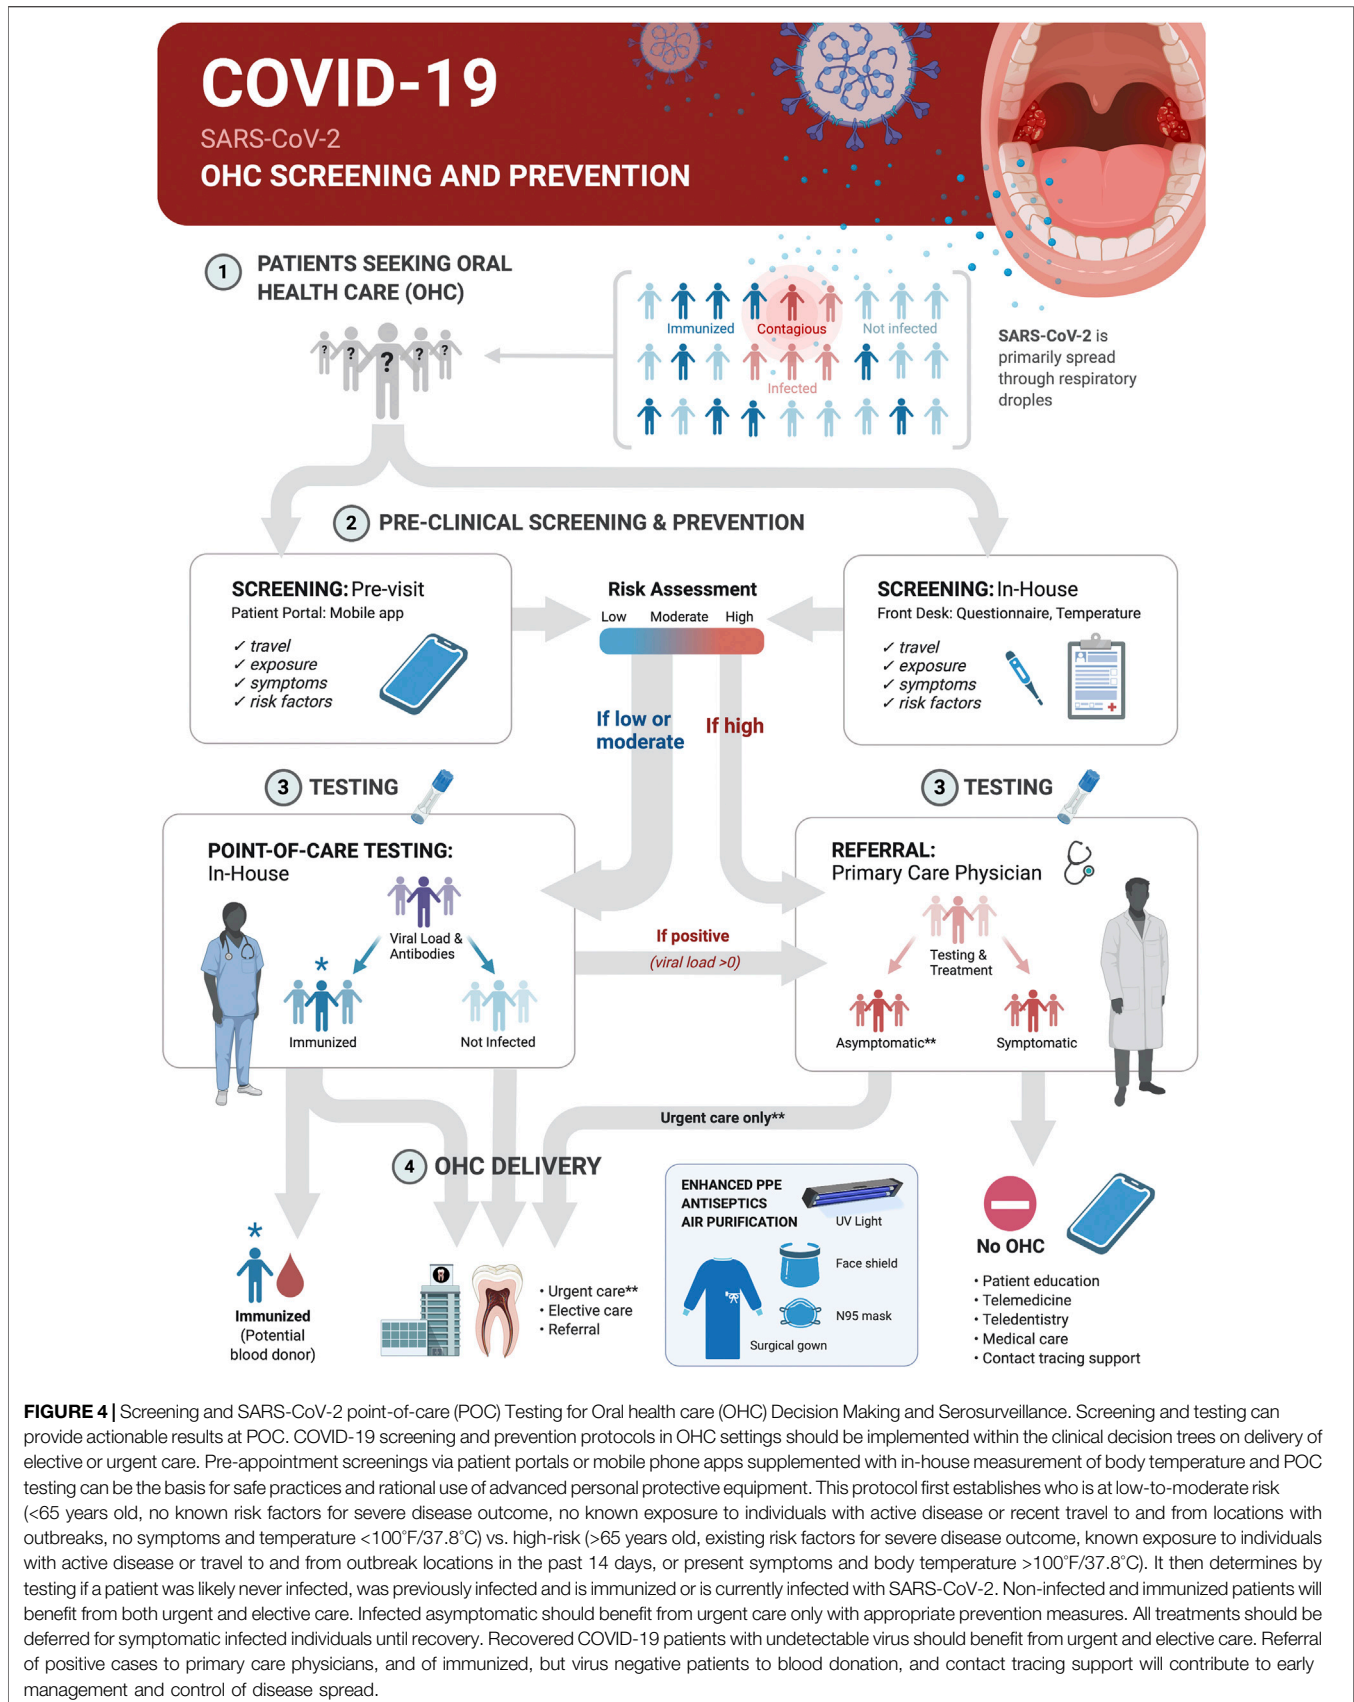 COVID-19
SARS-CoV-2
OHC SCREENING AND PREVENTION
1
PATIENTS SEEKING ORAL
HEALTH CARE (OHC)
?
?
?
?
?
Immunized
Contagious
Not infected
Infected
SARS-CoV-2 is
primarily spread
through respiratory
droples
2
PRE-CLINICAL SCREENING & PREVENTION
SCREENING: Pre-visit
Patient Portal: Mobile app
✓ travel
✓ exposure
✓ symptoms
✓ risk factors
Risk Assessment
Low
Moderate
High
SCREENING: In-House
Front Desk: Questionnaire, Temperature
✓ travel
✓ exposure
✓ symptoms
✓ risk factors
If low or
moderate
If high
3
TESTING
POINT-OF-CARE TESTING:
In-House
Viral Load &
Antibodies
*
Immunized
Not Infected
If positive
(viral load >0)
3
TESTING
REFERRAL:
Primary Care Physician
Testing &
Treatment
Asymptomatic**
Symptomatic
Urgent care only**
4
OHC DELIVERY
*
Immunized
(Potential
blood donor)
• Urgent care**
• Elective care
• Referral
ENHANCED PPE
ANTISEPTICS
AIR PURIFICATION
UV Light
Face shield
N95 mask
Surgical gown
No OHC
• Patient education
• Telemedicine
• Teledentistry
• Medical care
• Contact tracing support
FIGURE 4 | Screening and SARS-CoV-2 point-of-care (POC) Testing for Oral health care (OHC) Decision Making and Serosurveillance. Screening and testing can
provide actionable results at POC. COVID-19 screening and prevention protocols in OHC settings should be implemented within the clinical decision trees on delivery of
elective or urgent care. Pre-appointment screenings via patient portals or mobile phone apps supplemented with in-house measurement of body temperature and POC
testing can be the basis for safe practices and rational use of advanced personal protective equipment. This protocol first establishes who is at low-to-moderate risk
(<65 years old, no known risk factors for severe disease outcome, no known exposure to individuals with active disease or recent travel to and from locations with
outbreaks, no symptoms and temperature <100°F/37.8°C) vs. high-risk (>65 years old, existing risk factors for severe disease outcome, known exposure to individuals
with active disease or travel to and from outbreak locations in the past 14 days, or present symptoms and body temperature >100°F/37.8°C). It then determines by
testing if a patient was likely never infected, was previously infected and is immunized or is currently infected with SARS-CoV-2. Non-infected and immunized patients will
benefit from both urgent and elective care. Infected asymptomatic should benefit from urgent care only with appropriate prevention measures. All treatments should be
deferred for symptomatic infected individuals until recovery. Recovered COVID-19 patients with undetectable virus should benefit from urgent and elective care. Referral
of positive cases to primary care physicians, and of immunized, but virus negative patients to blood donation, and contact tracing support will contribute to early
management and control of disease spread.